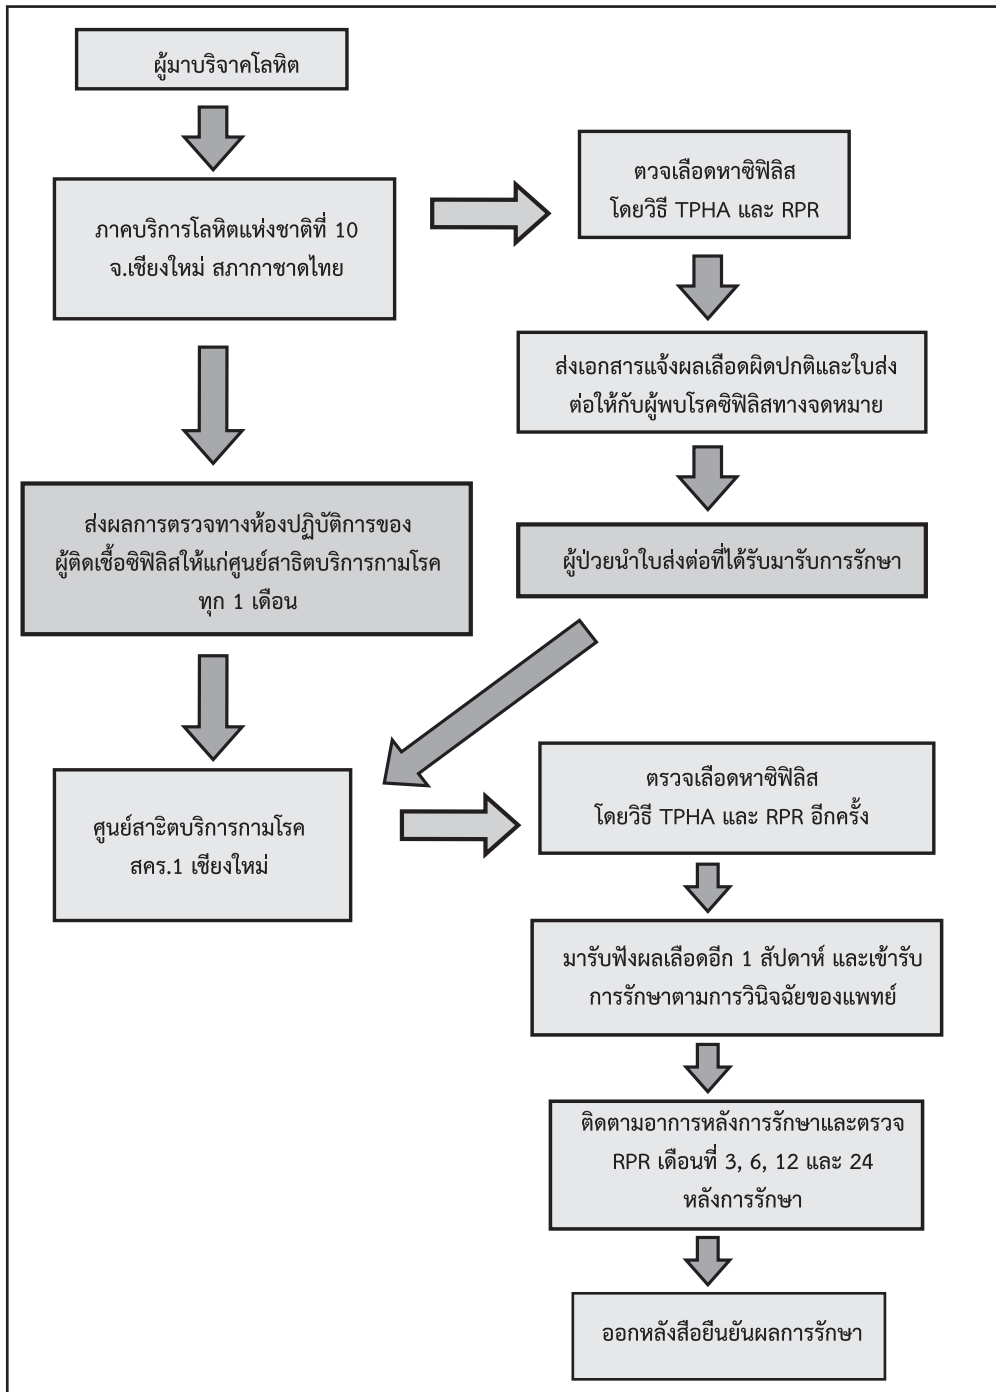 ผู้มาบริจาคโลหิต
ภาคบริการโลหิตแห่งชาติที่ 10
จ.เชียงใหม่ สภากาชาดไทย
ตวจเลือดหาซิฟิลิส
โดยวิธี TPHA และ RPR
ส่งเอกสารแจ้งผลเลือดผิดปกติและใบส่ง
ต่อให้กับผู้พบโรคซิฟิลิสทางจดหมาย
ส่งผลการตรวจทางห้องปฏิบัติการของ
ผู้ติดเชื้อซิฟิลิสให้แก่ศูนย์สาธิตบริการกามโรค
ทุก 1 เดือน
ผู้ป่วยนำใบส่งต่อที่ได้รับมารับการรักษา
ศูนย์สาะิตบริการกามโรค
สคร.1 เชียงใหม่
ตรวจเลือดหาซิฟิลิส
โดยวิธี TPHA และ RPR อีกครั้ง
มารับฟังผลเลือดอีก 1 สัปดาห์ และเข้ารับ
การรักษาตามการวินิจฉัยของแพทย์
ติดตามอาการหลังการรักษาและตรวจ
RPR เดือนที่ 3, 6, 12 และ 24
หลังการรักษา
ออกหลังสือยืนยันผลการรักษา